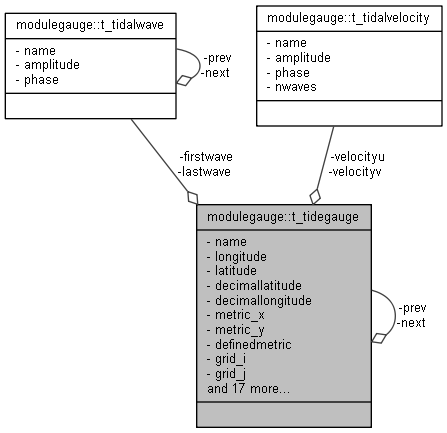 modulegauge::t_tidalwave
- name
- amplitude
- phase
-prev
-next
modulegauge::t_tidalvelocity
- name
- amplitude
- phase
- nwaves
-firstwave
-lastwave
-velocityu
-velocityv
modulegauge::t_tidegauge
- name
- longitude
- latitude
- decimallatitude
- decimallongitude
- metric_x
- metric_y
- definedmetric
- grid_i
- grid_j
and 17 more...
-prev
-next